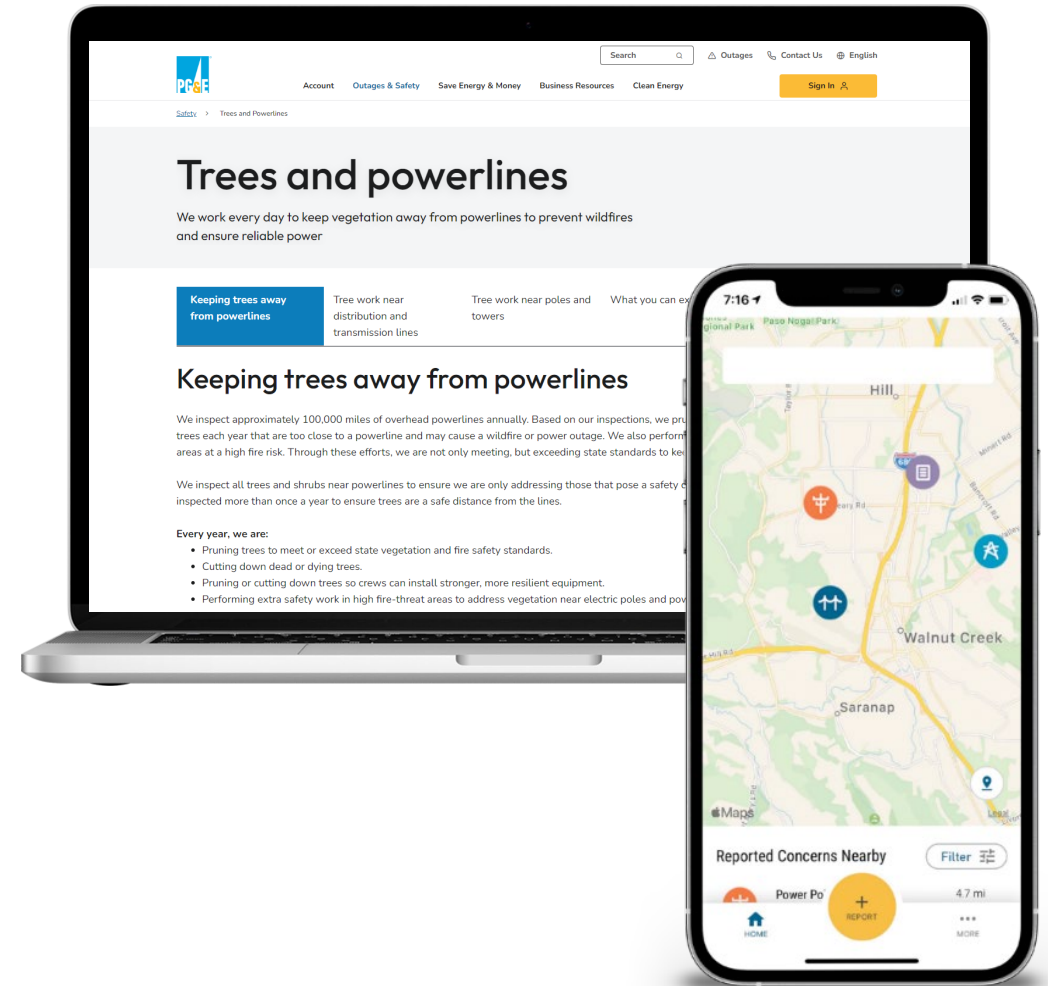 Search
Outages
Contact Us
English
PG&E
Account
Outages & Safety
Save Energy & Money
Business Resources
Clean Energy
Sign In
Safety > Trees and Powerlines
Trees and powerlines
We work every day to keep vegetation away from powerlines to prevent wildfires
and ensure reliable power
Keeping trees away
from powerlines
Tree work near
distribution and
transmission lines
Tree work near poles and
towers
What you can ex
Keeping trees away from powerlines
We inspect approximately 100,000 miles of overhead powerlines annually. Based on our inspections, we pru
trees each year that are too close to a powerline and may cause a wildfire or power outage. We also perform
areas at a high fire risk. Through these efforts, we are not only meeting, but exceeding state standards to ke
We inspect all trees and shrubs near powerlines to ensure we are only addressing those that pose a safety
inspected more than once a year to ensure trees are a safe distance from the lines.
Every year, we are:
• Pruning trees to meet or exceed state vegetation and fire safety standards.
• Cutting down dead or dying trees.
• Pruning or cutting down trees so crews can install stronger, more resilient equipment.
• Performing extra safety work in high fire-threat areas to address vegetation near electric poles and pow
7:16
gional Park
Paso Nogal Park
Hill
Taylor B
680
Minert Rd
Bancroft Rd
eary Rd
Walnut Creek
Saranap
Maps
Legal
Reported Concerns Nearby
Filter
Power Po
4.7 mi
+
REPORT
HOME
MORE